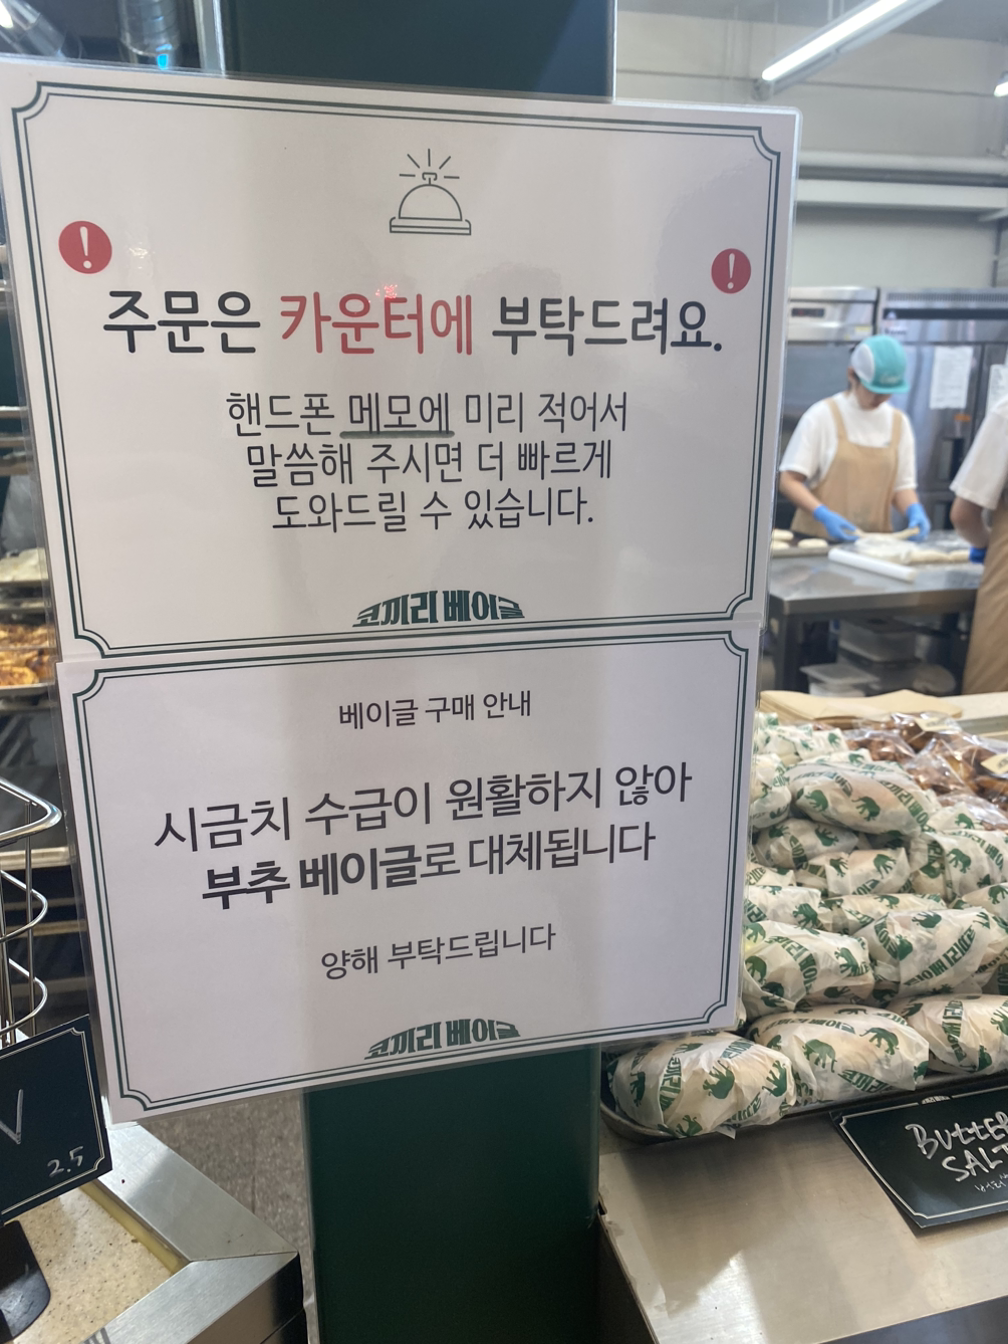 !
!
주문은 카운터에 부탁드려요.
핸드폰 메모에 미리 적어서
말씀해 주시면 더 빠르게
도와드릴 수 있습니다.
코끼리 베이글
베이글 구매 안내
시금치 수급이 원활하지 않아
부추 베이글로 대체됩니다
양해 부탁드립니다
코끼리 베이글
2.5
BUTTER
SALT